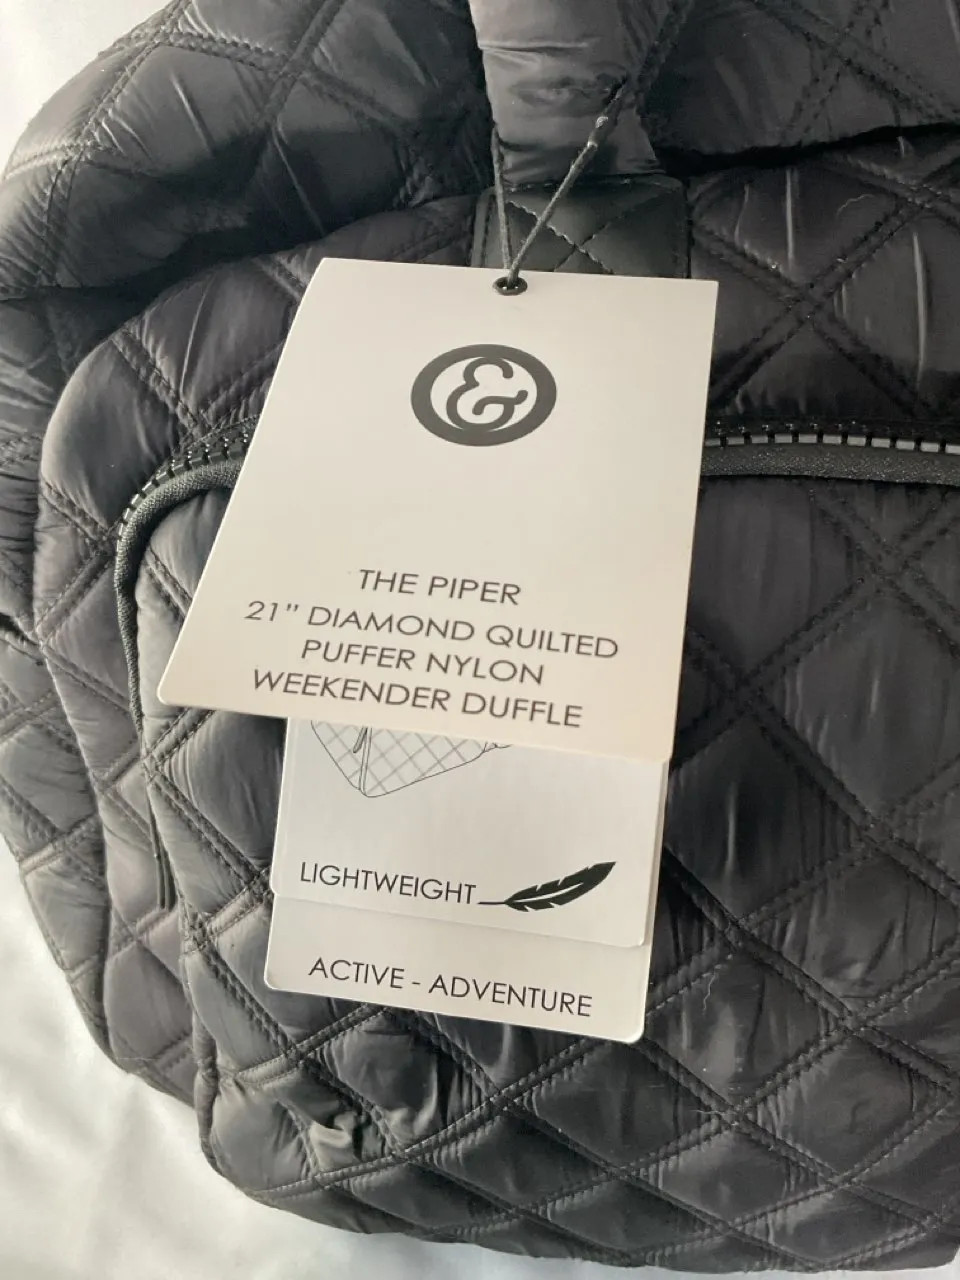 &
THE PIPER
21" DIAMOND QUILTED
PUFFER NYLON
WEEKENDER DUFFLE
LIGHTWEIGHT
ACTIVE - ADVENTURE